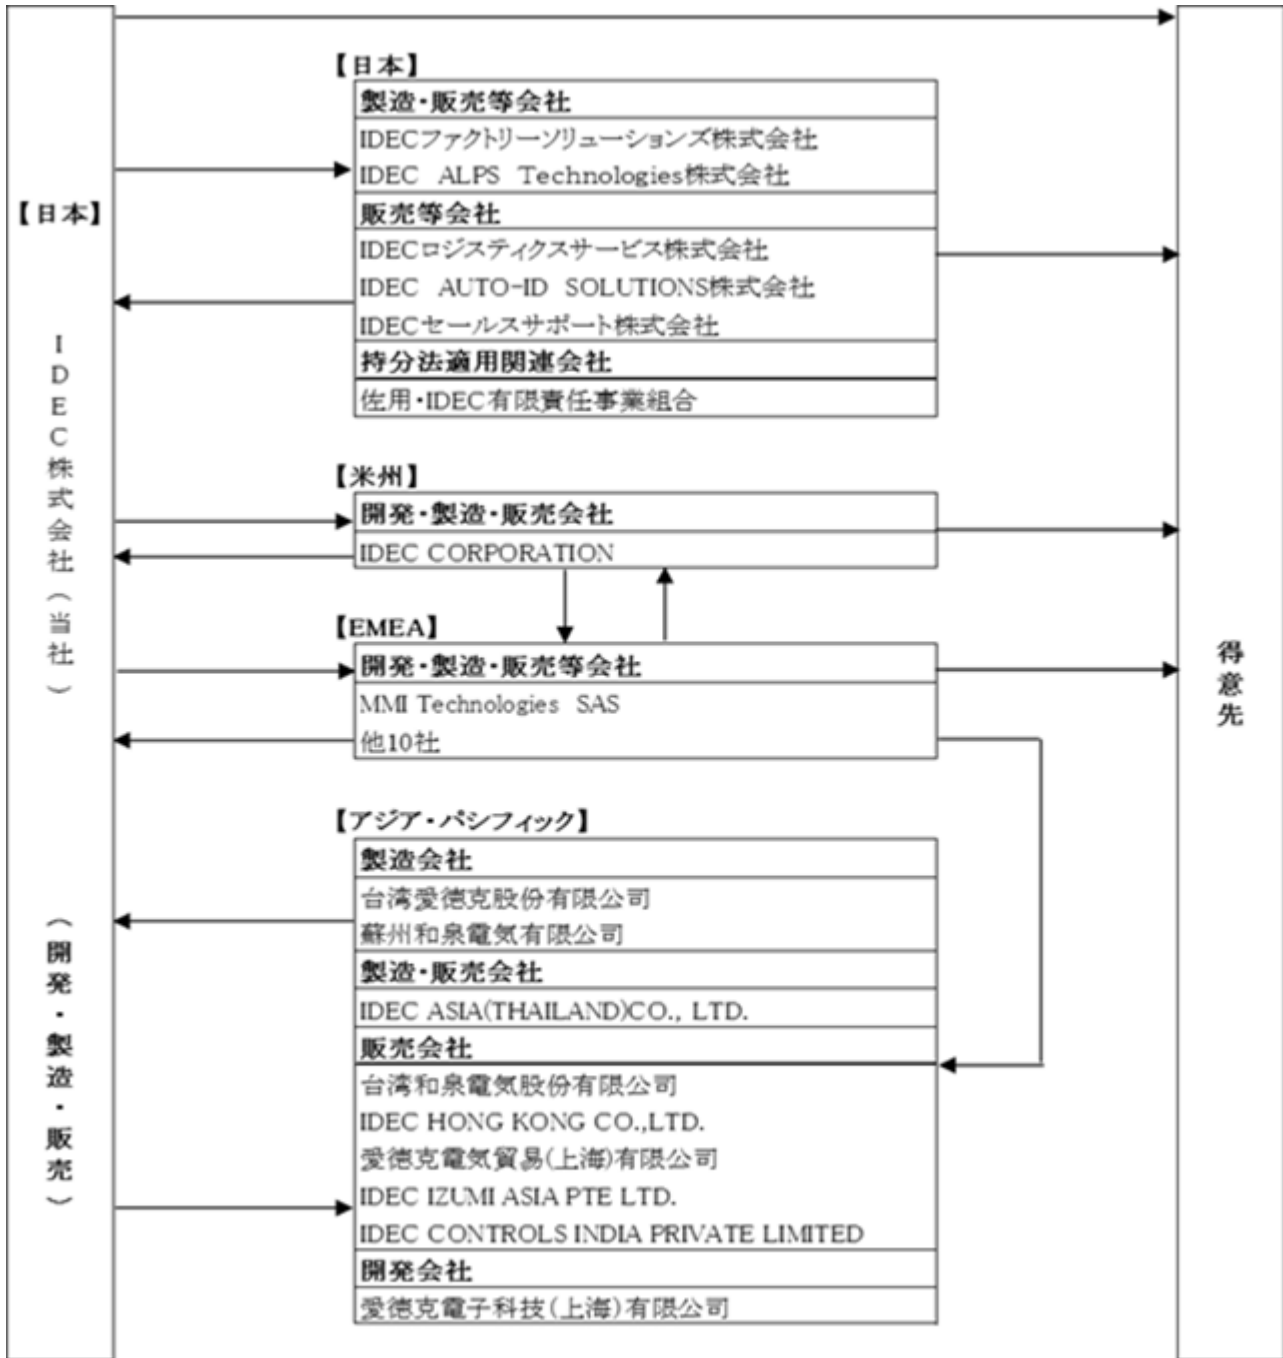 【日本】
IDEC株式会社（当社）
（開発・製造・販売）
【日本】
製造・販売等会社
IDECファクトリーソリューションズ株式会社
IDEC ALPS Technologies株式会社
販売等会社
IDECロジスティクスサービス株式会社
IDEC AUTO-ID SOLUTIONS株式会社
IDECセールスサポート株式会社
持分法適用関連会社
佐用・IDEC有限責任事業組合
【米州】
開発・製造・販売会社
IDEC CORPORATION
【EMEA】
開発・製造・販売等会社
MMI Technologies SAS
他10社
【アジア・パシフィック】
製造会社
台湾愛徳克股份有限公司
蘇州和泉電気有限公司
製造・販売会社
IDEC ASIA(THAILAND)CO., LTD.
販売会社
台湾和泉電気股份有限公司
IDEC HONG KONG CO.,LTD.
愛徳克電気貿易(上海)有限公司
IDEC IZUMI ASIA PTE LTD.
IDEC CONTROLS INDIA PRIVATE LIMITED
開発会社
愛徳克電子科技(上海)有限公司
得意先